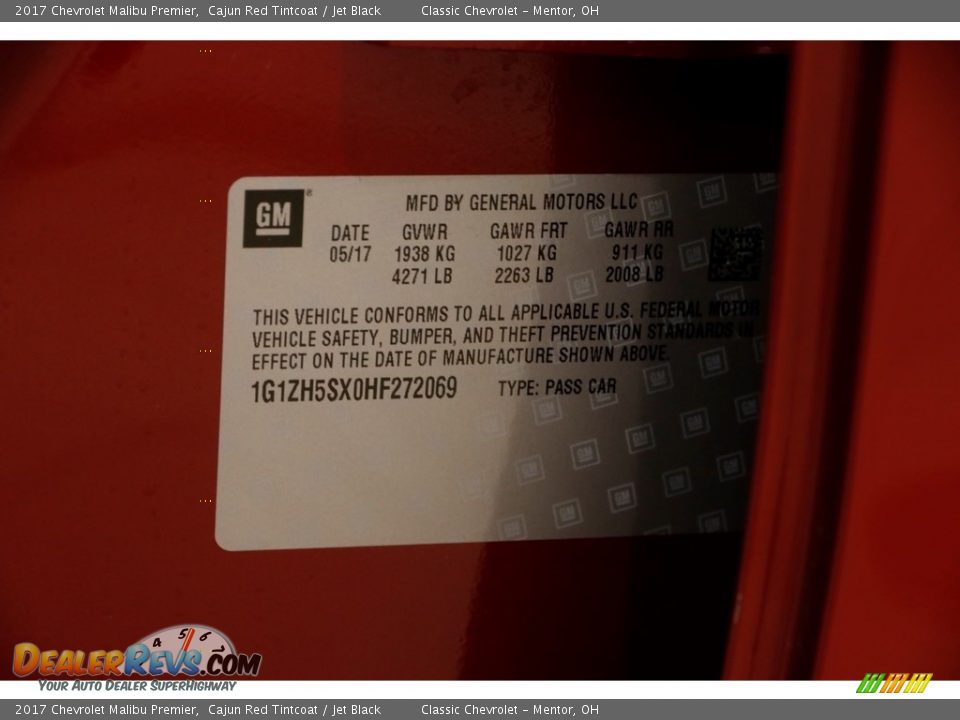 2017 Chevrolet Malibu Premier, Cajun Red Tintcoat / Jet Black Classic Chevrolet - Mentor, OH
GM ®
MFD BY GENERAL MOTORS LLC
DATE GVWR GAWR FRT GAWR RR
05/17 1938 KG 1027 KG 911 KG
4271 LB 2263 LB 2008 LB
THIS VEHICLE CONFORMS TO ALL APPLICABLE U.S. FEDERAL MOTOR
VEHICLE SAFETY, BUMPER, AND THEFT PREVENTION STANDARDS IN
EFFECT ON THE DATE OF MANUFACTURE SHOWN ABOVE.
1G1ZH5SX0HF272069 TYPE: PASS CAR
4 5 6
DEALERREVS.COM
YOUR AUTO DEALER SUPERHIGHWAY
2017 Chevrolet Malibu Premier, Cajun Red Tintcoat / Jet Black Classic Chevrolet - Mentor, OH